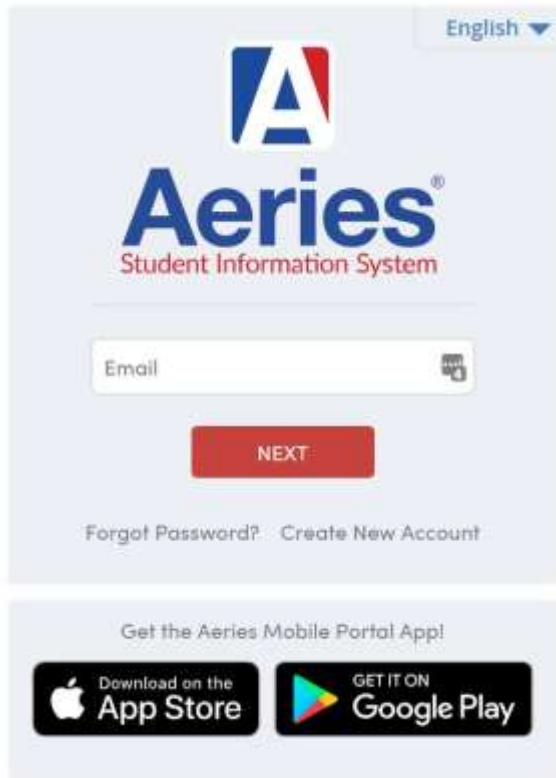 English
A
Aeries®
Student Information System
Email
NEXT
Forgot Password? Create New Account
Get the Aeries Mobile Portal App!
Download on the
App Store
GET IT ON
Google Play